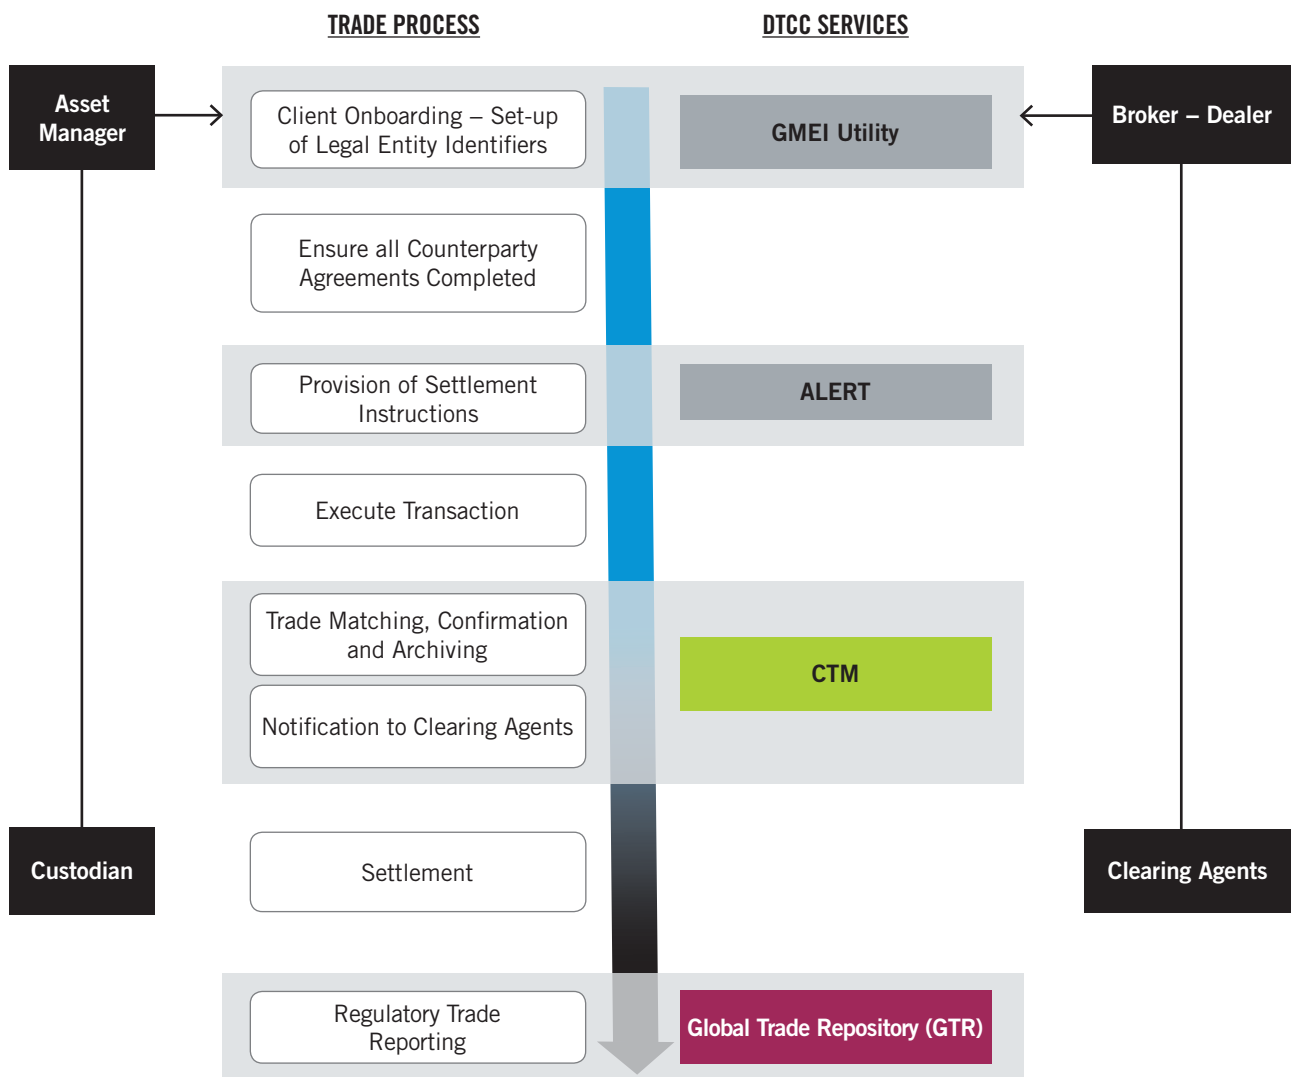 TRADE PROCESS
DTCC SERVICES
Asset
Manager
Client Onboarding – Set-up
of Legal Entity Identifiers
GMEI Utility
Broker – Dealer
Ensure all Counterparty
Agreements Completed
Provision of Settlement
Instructions
ALERT
Execute Transaction
Trade Matching, Confirmation
and Archiving
CTM
Notification to Clearing Agents
Custodian
Settlement
Clearing Agents
Regulatory Trade
Reporting
Global Trade Repository (GTR)